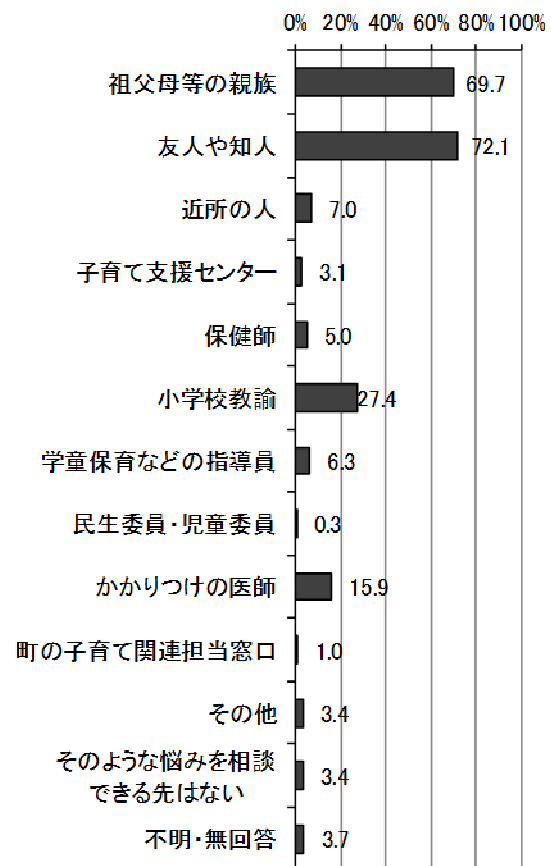 0% 20% 40% 60% 80% 100%
祖父母等の親族 69.7
友人や知人 72.1
近所の人 7.0
子育て支援センター 3.1
保健師 5.0
小学校教諭 27.4
学童保育などの指導員 6.3
民生委員・児童委員 0.3
かかりつけの医師 15.9
町の子育て関連担当窓口 1.0
その他 3.4
そのような悩みを相談
できる先はない 3.4
不明・無回答 3.7